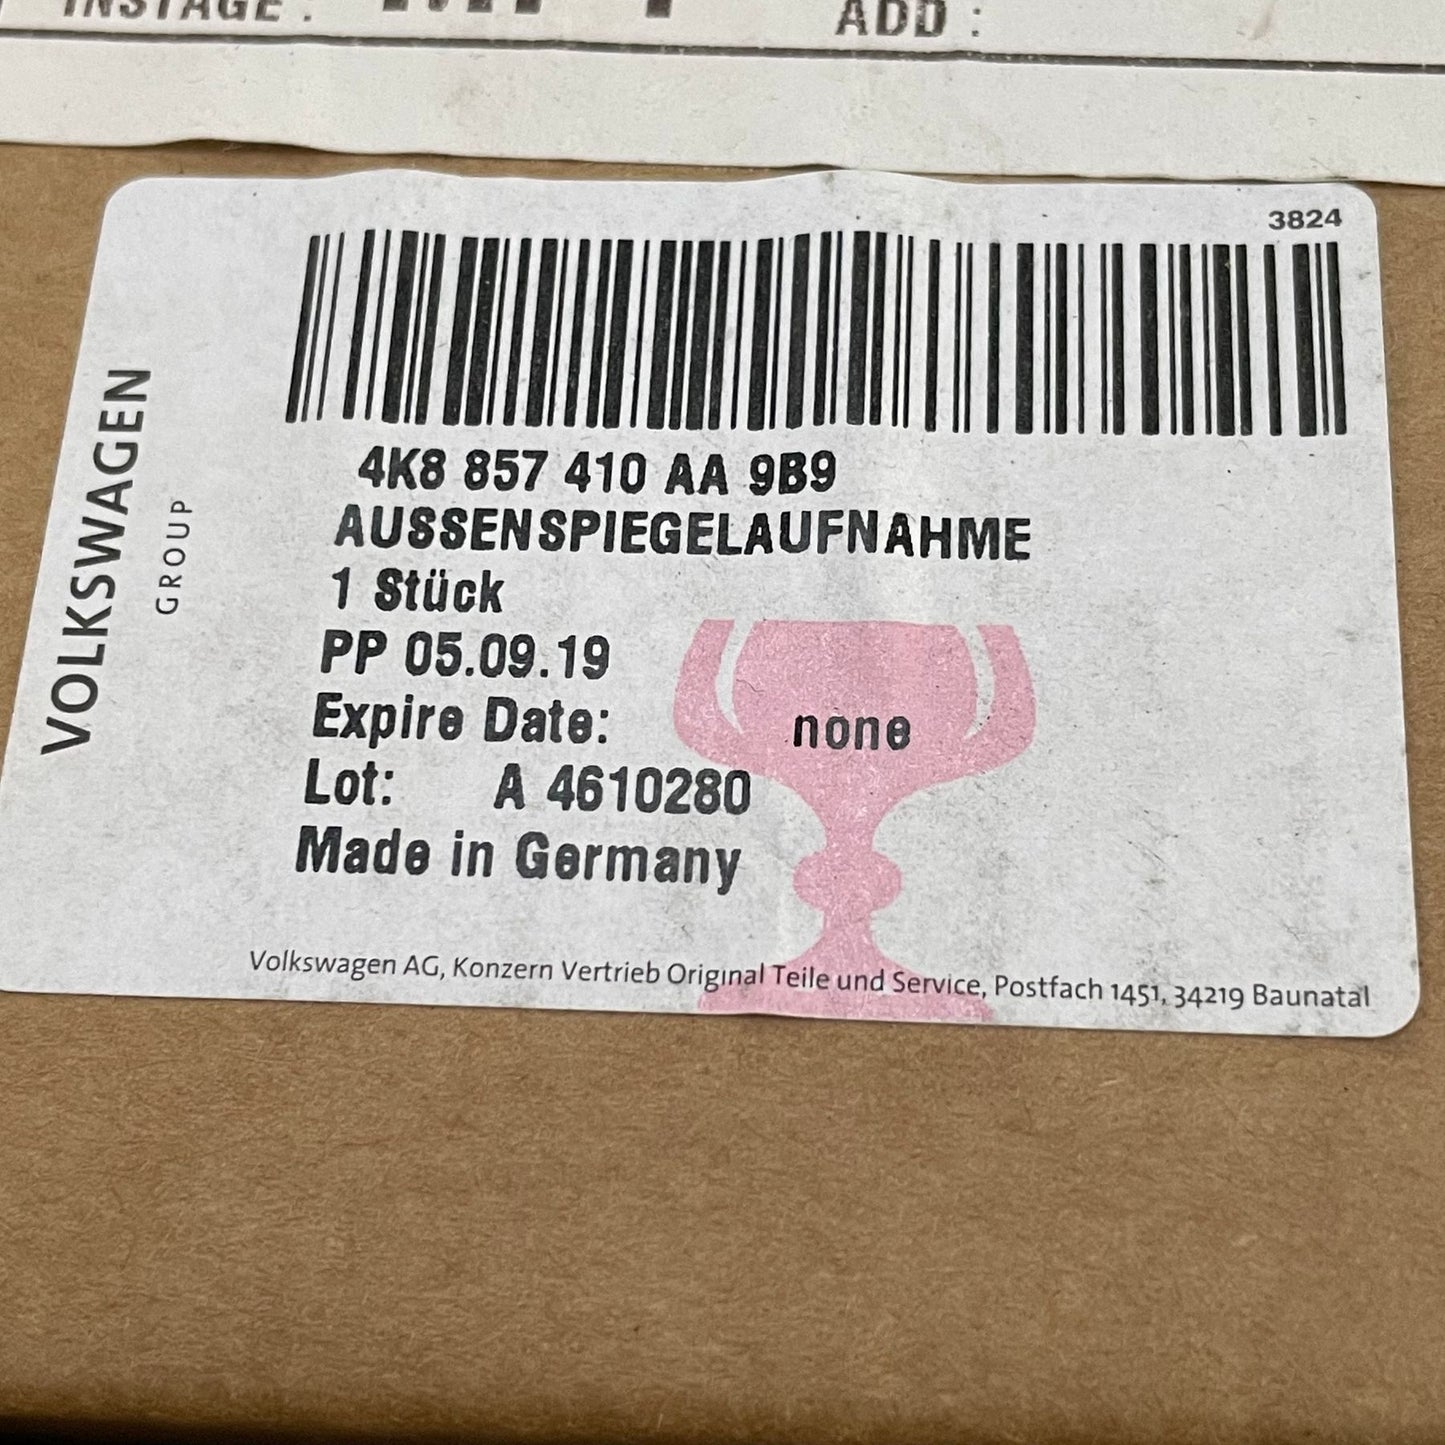 INSTAGE :
ADD :
3824
VOLKSWAGEN
GROUP
4K8 857 410 AA 9B9
AUSSENSPIEGELAUFNAHME
1 Stück
PP 05.09.19
Expire Date: none
Lot: A 4610280
Made in Germany
Volkswagen AG, Konzern Vertrieb Original Teile und Service, Postfach 1451, 34219 Baunatal